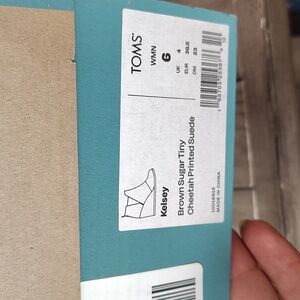 TOMS
WMN
6
UK 4
EUR 36.5
CM 23
Kelsey
Brown Sugar Tiny
Cheetah Printed Suede
MADE IN CHINA